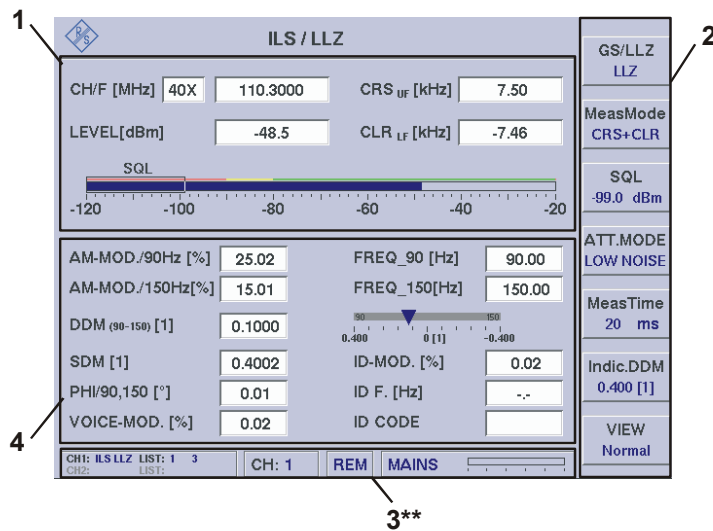 1
2
R&S
ILS / LLZ
CH/F [MHz] 40X 110.3000 CRS UF [kHz] 7.50
LEVEL[dBm] -48.5 CLR LF [kHz] -7.46
SQL
-120 -100 -80 -60 -40 -20
AM-MOD./90Hz [%] 25.02 FREQ_90 [Hz] 90.00
AM-MOD./150Hz[%] 15.01 FREQ_150[Hz] 150.00
90 150
DDM (90-150) [1] 0.1000
0.400 0 [1] -0.400
SDM [1] 0.4002 ID-MOD. [%] 0.02
PHI/90,150 [°] 0.01 ID F. [Hz] -.-
VOICE-MOD. [%] 0.02 ID CODE
4
CH1: ILS LLZ LIST: 1 3
CH2: LIST:
CH: 1 REM MAINS
3**
GS/LLZ
LLZ
MeasMode
CRS+CLR
SQL
-99.0 dBm
ATT.MODE
LOW NOISE
MeasTime
20 ms
Indic.DDM
0.400 [1]
VIEW
Normal